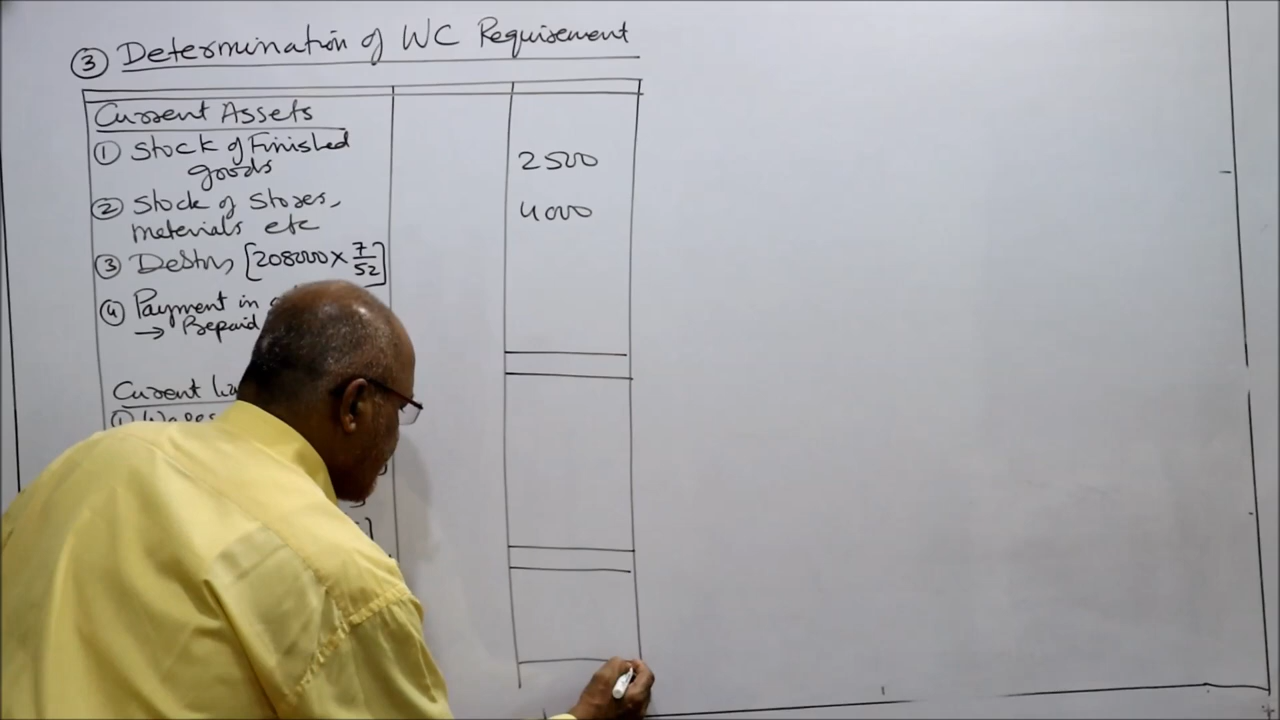 ③ Determination of WC Requirement
Current Assets
① Stock of Finished
goods
2500
② Stock of Stores,
materials etc
4000
③ Debtors [208000 × 7/52]
④ Payment in
→ Prepaid
Current
① Wages